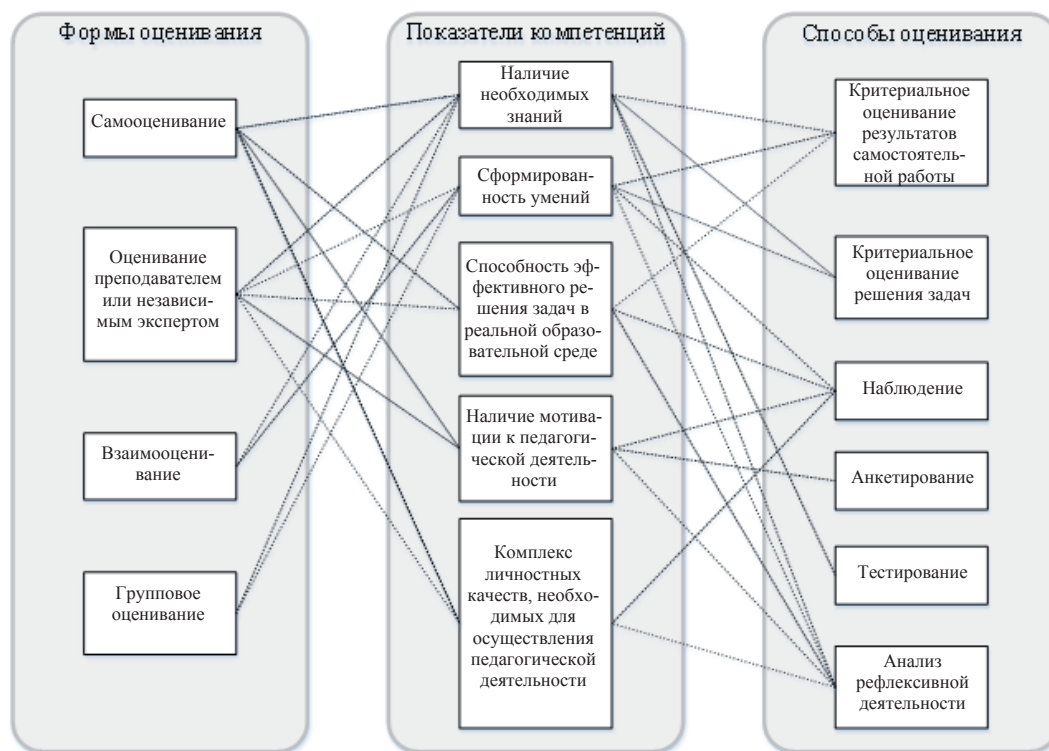 Формы оценивания
Самооценивание
Оценивание
преподавателем
или независи-
мым экспертом
Взаимооцени-
вание
Групповое
оценивание
Показатели компетенций
Наличие
необходимых
знаний
Сформирован-
ность умений
Способность эф-
фективного ре-
шения задач в
реальной образо-
вательной среде
Наличие мотива-
ции к педагоги-
ческой деятель-
ности
Комплекс
личностных
качеств, необхо-
димых для
осуществления
педагогической
деятельности
Способы оценивания
Критериальное
оценивание
результатов
самостоятель-
ной работы
Критериальное
оценивание
решения задач
Наблюдение
Анкетирование
Тестирование
Анализ
рефлексивной
деятельности